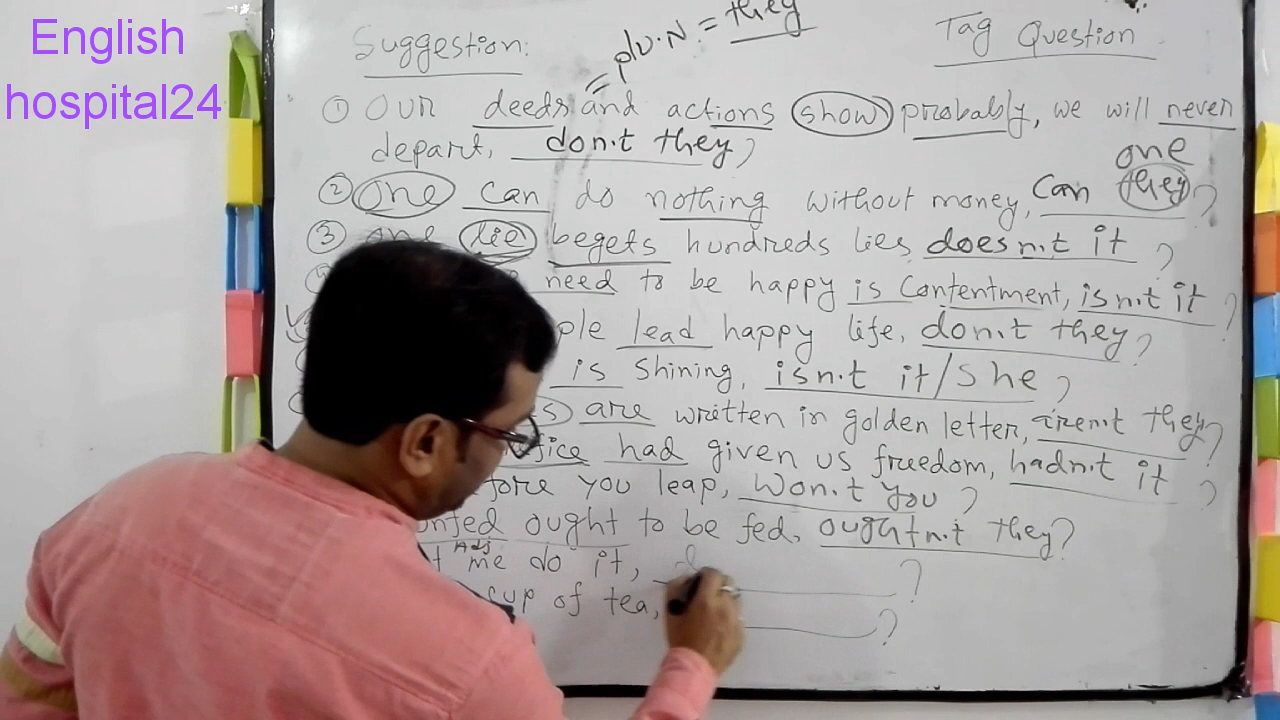 English
hospital24
plu.N = they
Suggestion:
Tag Question
① Our deeds and actions show probably, we will never
depart, don.t they?
one
② One can do nothing without money, can they?
③ one lie begets hundreds lies, doesn.t it?
need to be happy is contentment, isn.t it?
lead happy life, don.t they?
is shining, isn.t it/she?
are written in golden letter, aren.t they?
had given us freedom, hadn.t it?
you leap, won.t you?
ought to be fed, oughtn.t they?
Adj
me do it, ?
cup of tea, ?